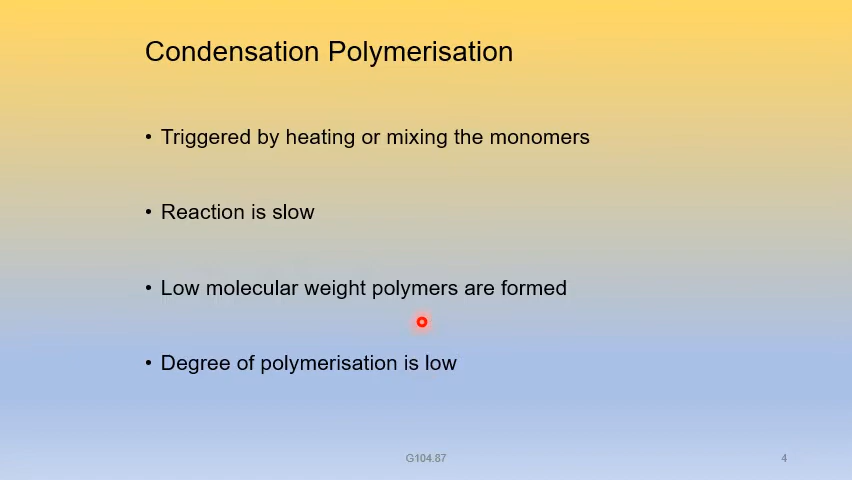 Condensation Polymerisation
• Triggered by heating or mixing the monomers
• Reaction is slow
• Low molecular weight polymers are formed
• Degree of polymerisation is low
G104.87
4